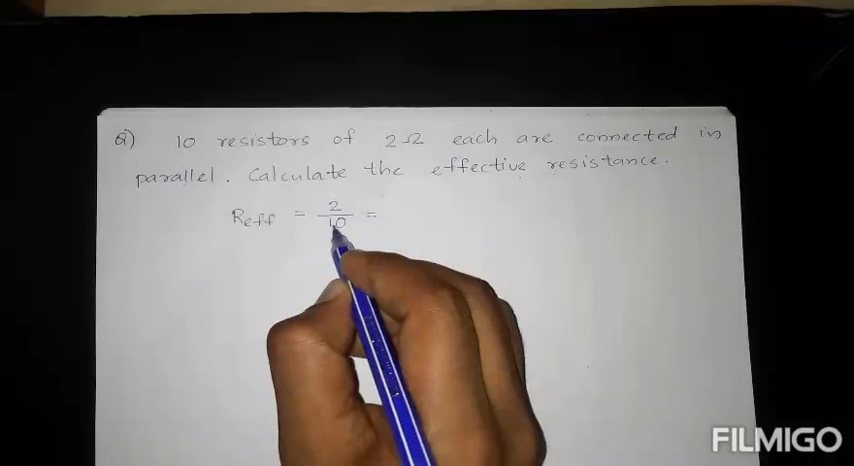 Q) 10 resistors of 2Ω each are connected in
parallel. Calculate the effective resistance.
Reff = 2/10 =
FILMIGO